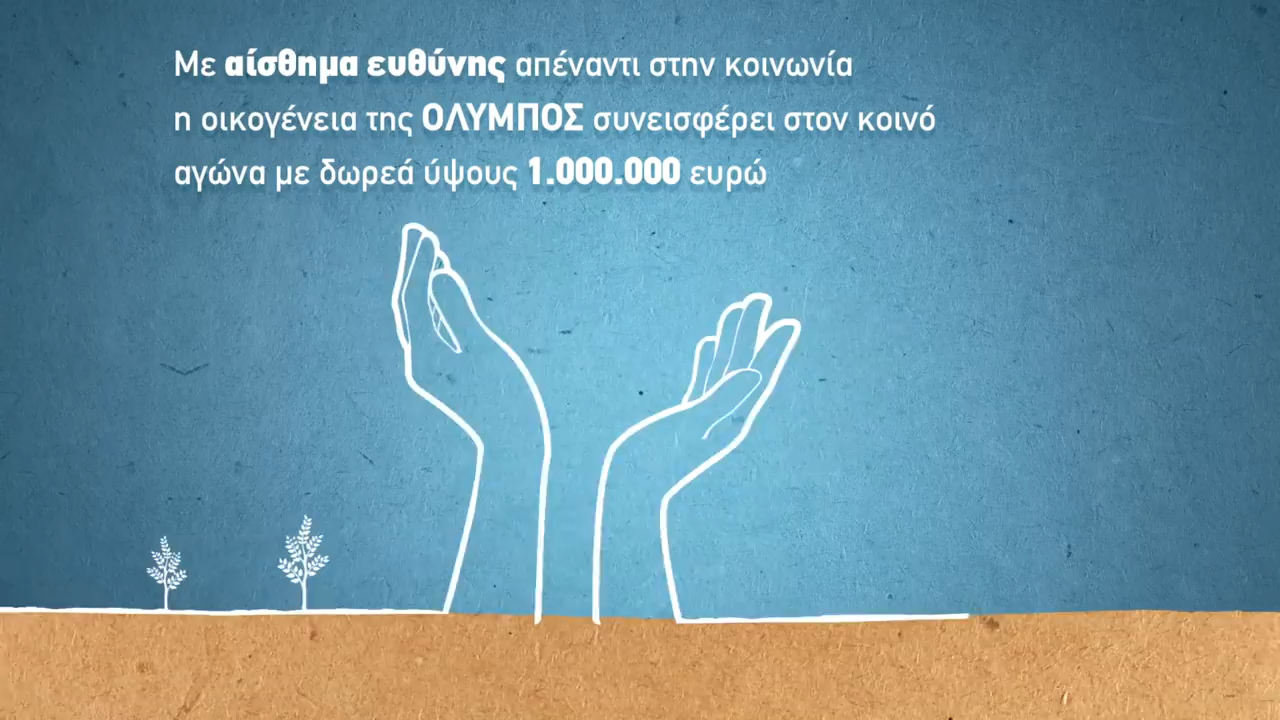 Με αίσθημα ευθύνης απέναντι στην κοινωνία
η οικογένεια της ΟΛΥΜΠΟΣ συνεισφέρει στον κοινό
αγώνα με δωρεά ύψους 1.000.000 ευρώ